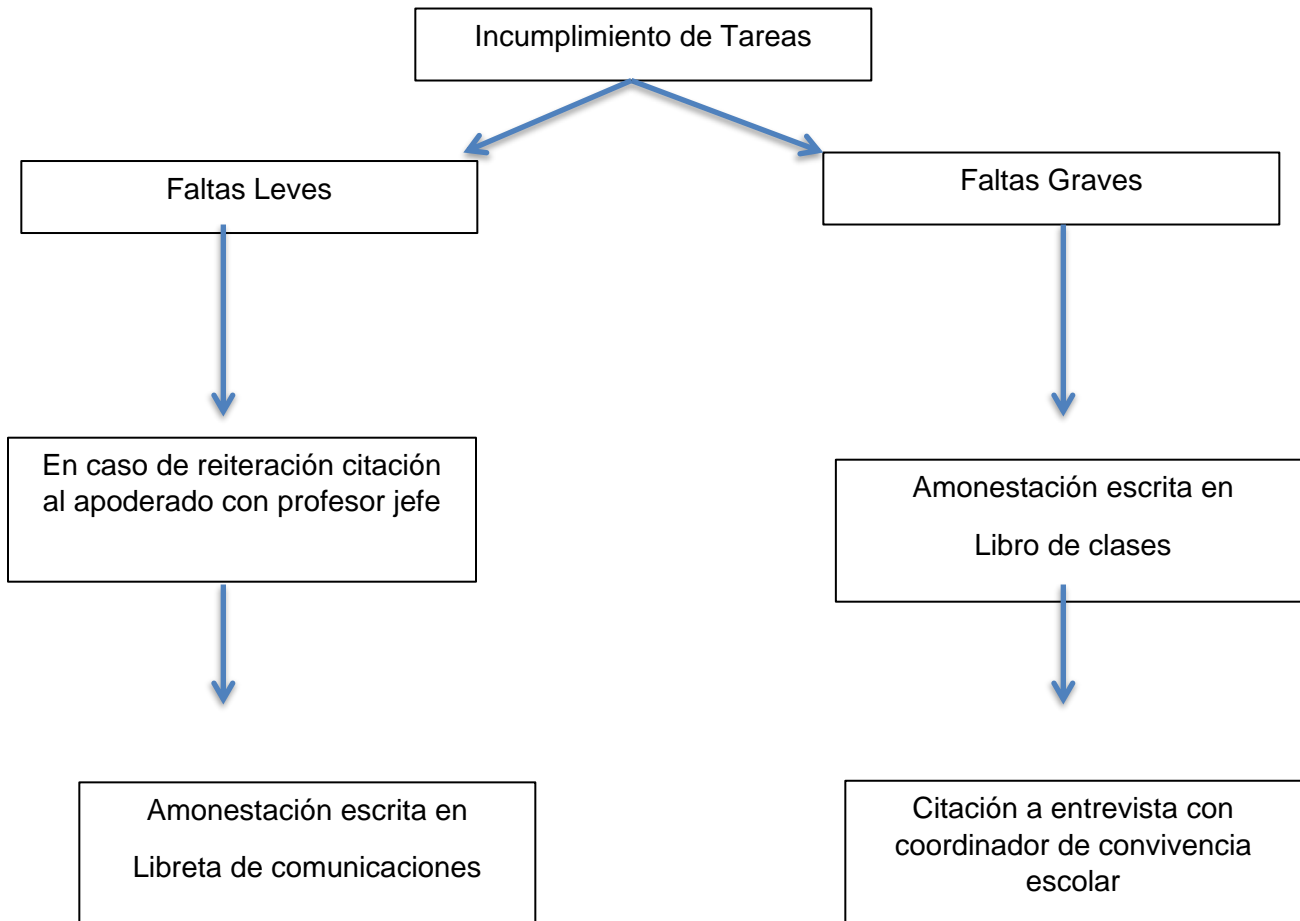 Incumplimiento de Tareas
Faltas Leves
Faltas Graves
En caso de reiteración citación
al apoderado con profesor jefe
Amonestación escrita en
Libro de clases
Amonestación escrita en
Libreta de comunicaciones
Citación a entrevista con
coordinador de convivencia
escolar